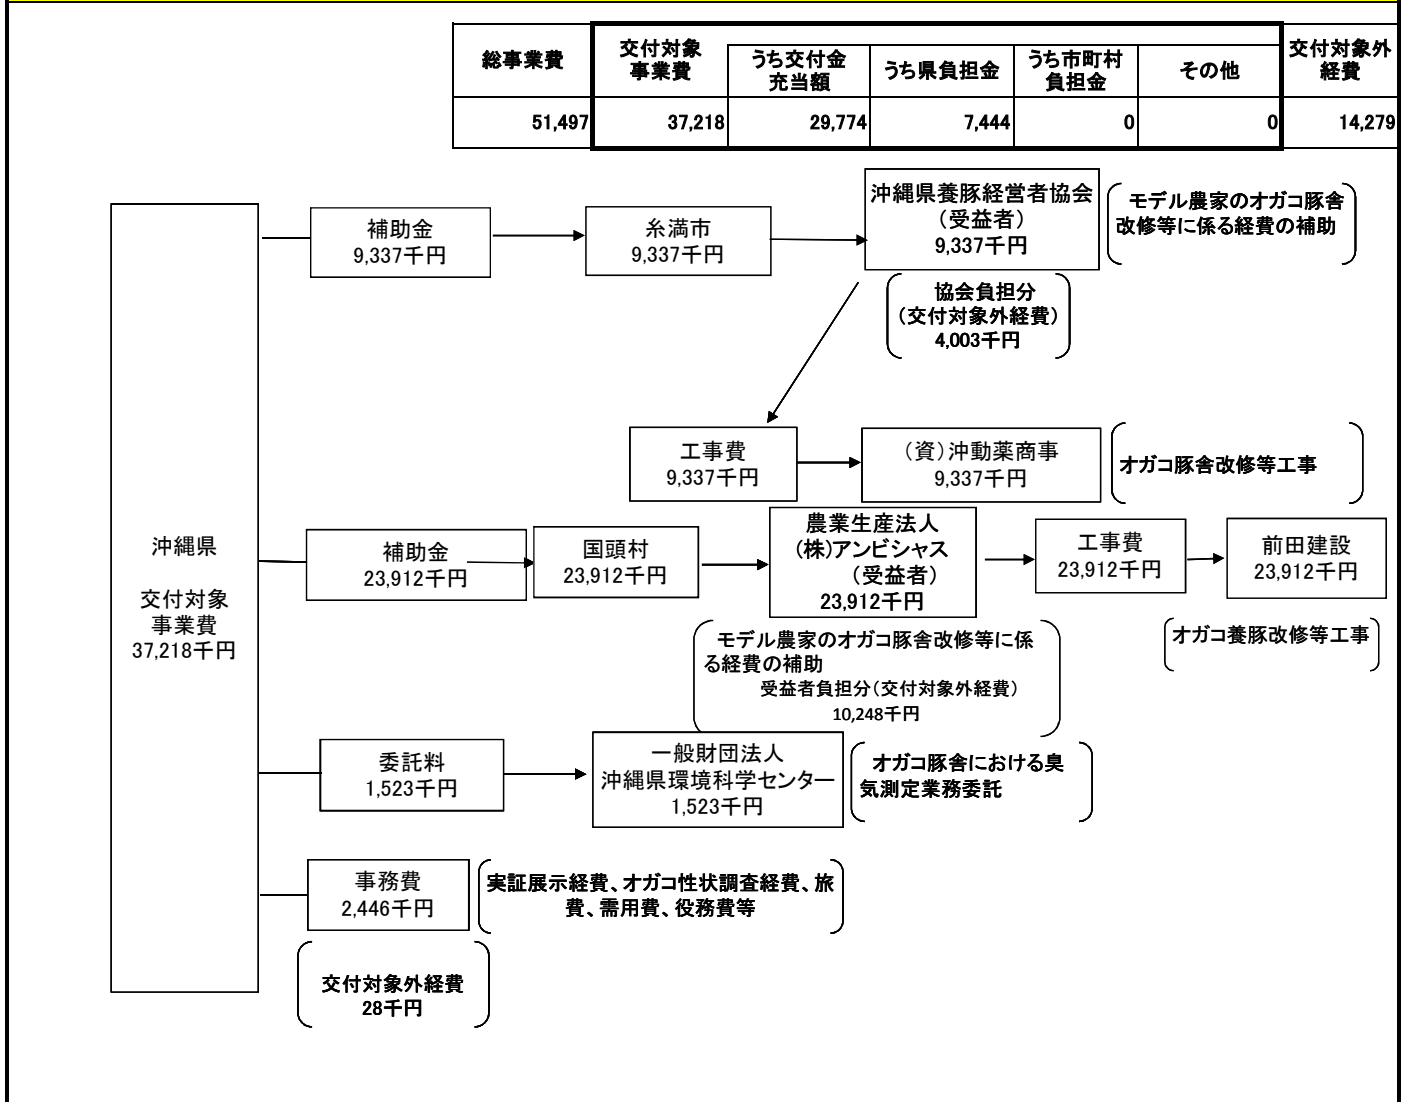 総事業費
交付対象
事業費
うち交付金
充当額
うち県負担金
うち市町村
負担金
その他
交付対象外
経費
51,497
37,218
29,774
7,444
0
0
14,279
沖縄県
交付対象
事業費
37,218千円
補助金
9,337千円
糸満市
9,337千円
沖縄県養豚経営者協会
(受益者)
9,337千円
モデル農家のオガコ豚舎
改修等に係る経費の補助
協会負担分
(交付対象外経費)
4,003千円
工事費
9,337千円
(資)沖動薬商事
9,337千円
オガコ豚舎改修等工事
補助金
23,912千円
国頭村
23,912千円
農業生産法人
(株)アンビシャス
(受益者)
23,912千円
工事費
23,912千円
前田建設
23,912千円
モデル農家のオガコ豚舎改修等に係
る経費の補助
受益者負担分(交付対象外経費)
10,248千円
オガコ養豚改修等工事
委託料
1,523千円
一般財団法人
沖縄県環境科学センター
1,523千円
オガコ豚舎における臭
気測定業務委託
事務費
2,446千円
実証展示経費、オガコ性状調査経費、旅
費、需用費、役務費等
交付対象外経費
28千円